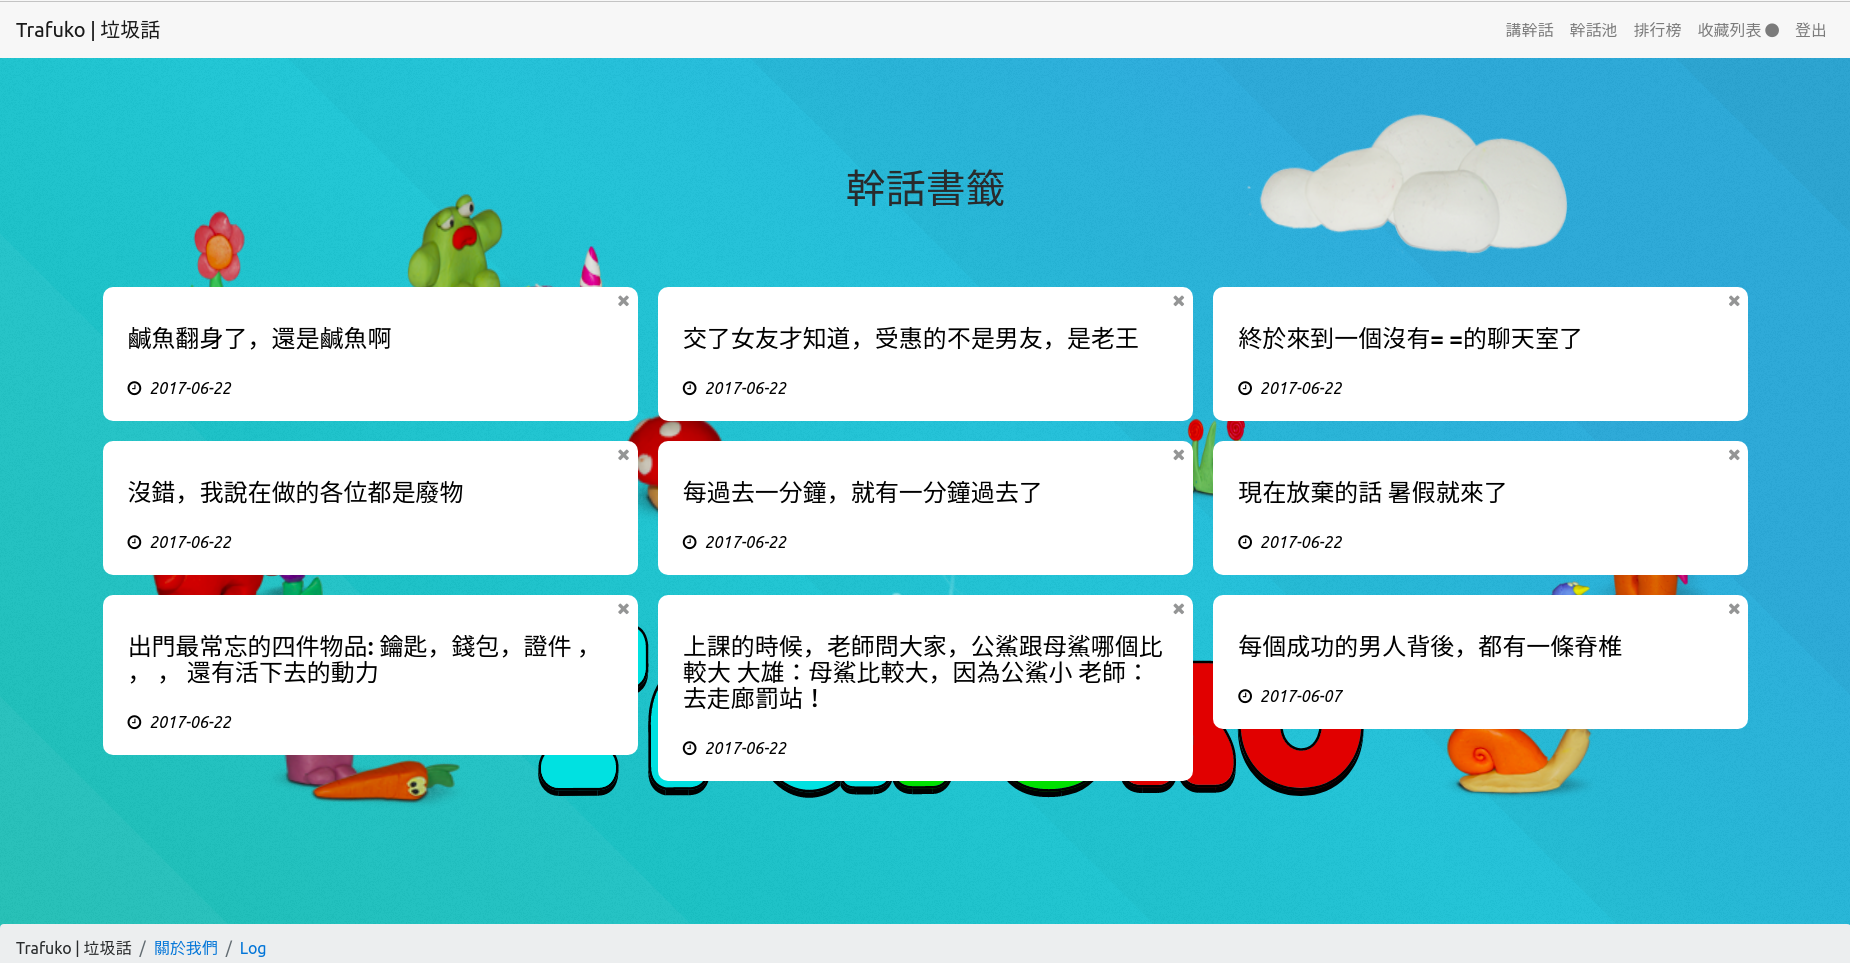 Trafuko | 垃圾話
講幹話 幹話池 排行榜 收藏列表 登出
幹話書籤
鹹魚翻身了，還是鹹魚啊
2017-06-22
交了女友才知道，受惠的不是男友，是老王
2017-06-22
終於來到一個沒有= =的聊天室了
2017-06-22
沒錯，我說在做的各位都是廢物
2017-06-22
每過去一分鐘，就有一分鐘過去了
2017-06-22
現在放棄的話 暑假就來了
2017-06-22
出門最常忘的四件物品: 鑰匙，錢包，證件 ，
， ， 還有活下去的動力
2017-06-22
上課的時候，老師問大家，公鯊跟母鯊哪個比
較大 大雄：母鯊比較大，因為公鯊小 老師：
去走廊罰站！
2017-06-22
每個成功的男人背後，都有一條脊椎
2017-06-07
Trafuko | 垃圾話 / 關於我們 / Log